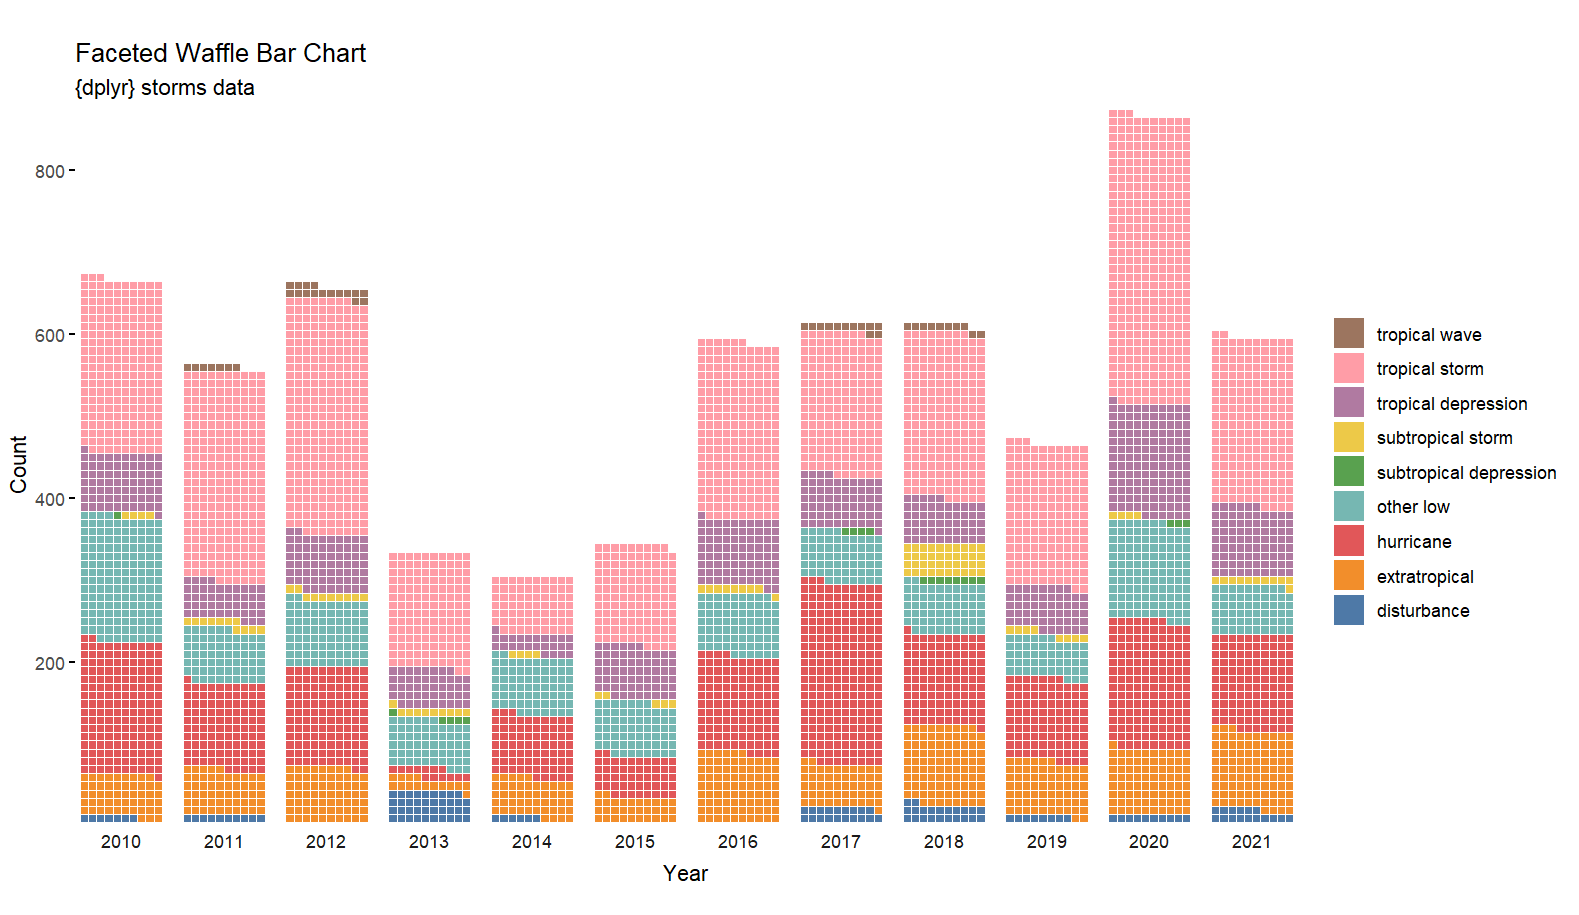 Faceted Waffle Bar Chart
{dplyr} storms data
Count
800
600
400
200
2010 2011 2012 2013 2014 2015 2016 2017 2018 2019 2020 2021
Year
tropical wave
tropical storm
tropical depression
subtropical storm
subtropical depression
other low
hurricane
extratropical
disturbance